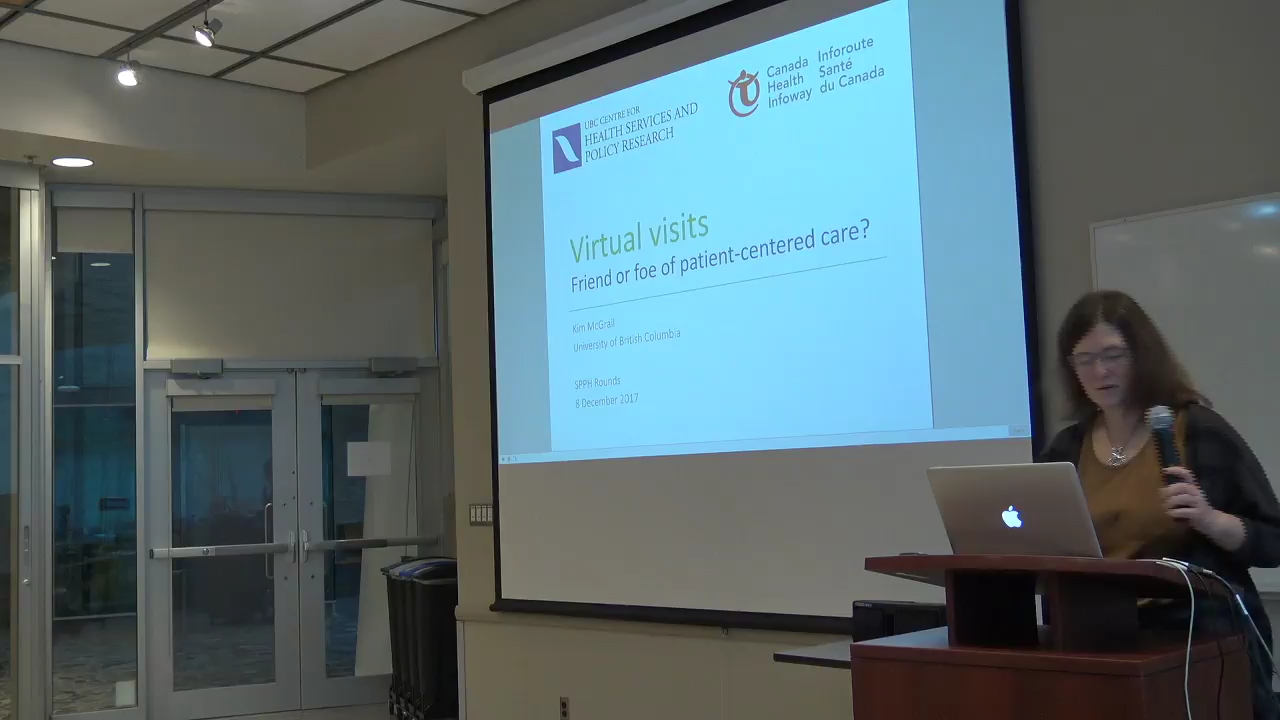 UBC CENTRE FOR
HEALTH SERVICES AND
POLICY RESEARCH
Canada Inforoute
Health Santé
Infoway du Canada
Virtual visits
Friend or foe of patient-centered care?
Kim McGrail
University of British Columbia
SPPH Rounds
8 December 2017